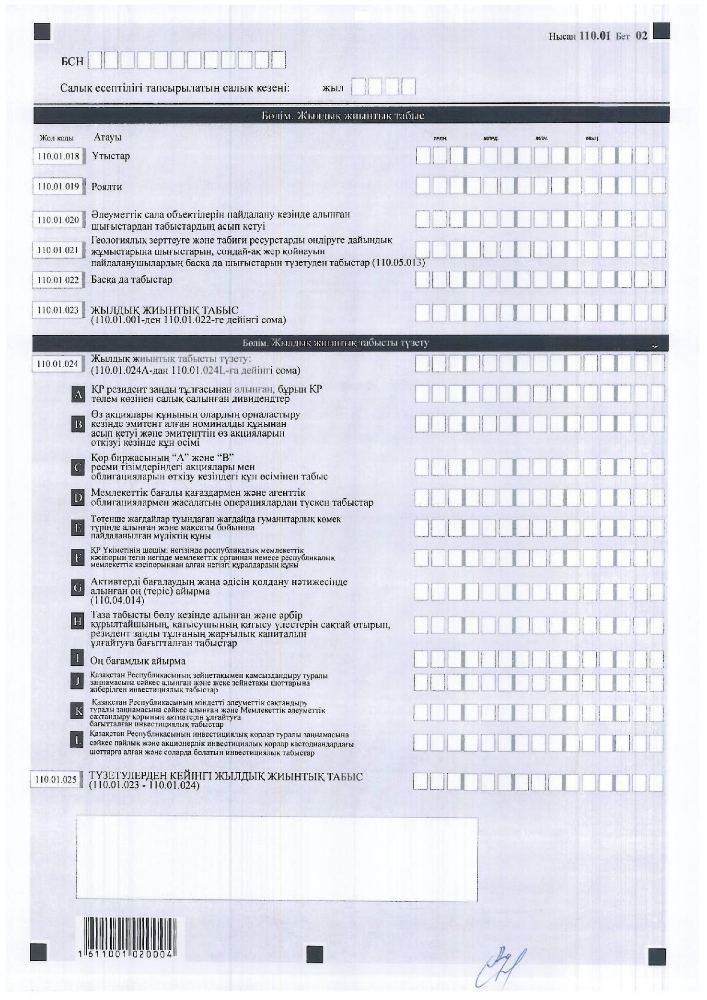 Нысан 110.01 Бет 02
БСН
Салық есептілігі тапсырылатын салық кезеңі: жыл
Бөлім. Жылдық жиынтық табыс
Жол коды Атауы ТРЛН. МЛРД. МЛН. МЫҢ
110.01.018 Ұтыстар
110.01.019 Роялти
110.01.020 Әлеуметтік сала объектілерін пайдалану кезінде алынған
шығыстардан табыстардың асып кетуі
110.01.021 Геологиялық зерттеуге және табиғи ресурстарды өндіруге дайындық
жұмыстарына шығыстарын, сондай-ақ жер қойнауын
пайдаланушылардың басқа да шығыстарын түзетуден табыстар (110.05.013)
110.01.022 Басқа да табыстар
110.01.023 ЖЫЛДЫҚ ЖИЫНТЫҚ ТАБЫС
(110.01.001-ден 110.01.022-ге дейінгі сома)
Бөлім. Жылдық жиынтық табысты түзету
110.01.024 Жылдық жиынтық табысты түзету:
(110.01.024А-дан 110.01.024L-ға дейінгі сома)
A ҚР резидент заңды тұлғасынан алынған, бұрын ҚР
төлем көзінен салық салынған дивидендтер
B Өз акциялары құнының олардың орналастыру
кезінде эмитент алған номиналды құнынан
асып кетуі және эмитенттің өз акцияларын
өткізуі кезінде құн өсімі
C Қор биржасының “А” және “В”
ресми тізімдеріндегі акциялары мен
облигацияларын өткізу кезіндегі құн өсімінен табыс
D Мемлекеттік бағалы қағаздармен және агенттік
облигациялармен жасалатын операциялардан түскен табыстар
E Төтенше жағдайлар туындаған жағдайда гуманитарлық көмек
түрінде алынған және мақсаты бойынша
пайдаланылған мүліктің құны
F ҚР Үкіметінің шешімі негізінде республикалық мемлекеттік
кәсіпорын тегін негізде мемлекеттік органнан немесе республикалық
мемлекеттік кәсіпорыннан алған негізгі құралдардың құны
G Активтерді бағалаудың жаңа әдісін қолдану нәтижесінде
алынған оң (теріс) айырма
(110.04.014)
H Таза табысты бөлу кезінде алынған және әрбір
құрылтайшының, қатысушының қатысу үлестерін сақтай отырып,
резидент заңды тұлғаның жарғылық капиталын
ұлғайтуға бағытталған табыстар
I Оң бағамдық айырма
J Қазақстан Республикасының зейнетақымен қамсыздандыру туралы
заңнамасына сәйкес алынған және жеке зейнетақы шоттарына
жіберілген инвестициялық табыстар
K Қазақстан Республикасының міндетті әлеуметтік сақтандыру
туралы заңнамасына сәйкес алынған және Мемлекеттік әлеуметтік
сақтандыру қорының активтерін ұлғайтуға
бағытталған инвестициялық табыстар
L Қазақстан Республикасының инвестициялық қорлар туралы заңнамасына
сәйкес пайлық және акционерлік инвестициялық қорлар кастодиандардағы
шоттарға алған және соларда болатын инвестициялық табыстар
110.01.025 ТҮЗЕТУЛЕРДЕН КЕЙІНГІ ЖЫЛДЫҚ ЖИЫНТЫҚ ТАБЫС
(110.01.023 - 110.01.024)
1 611001 020004